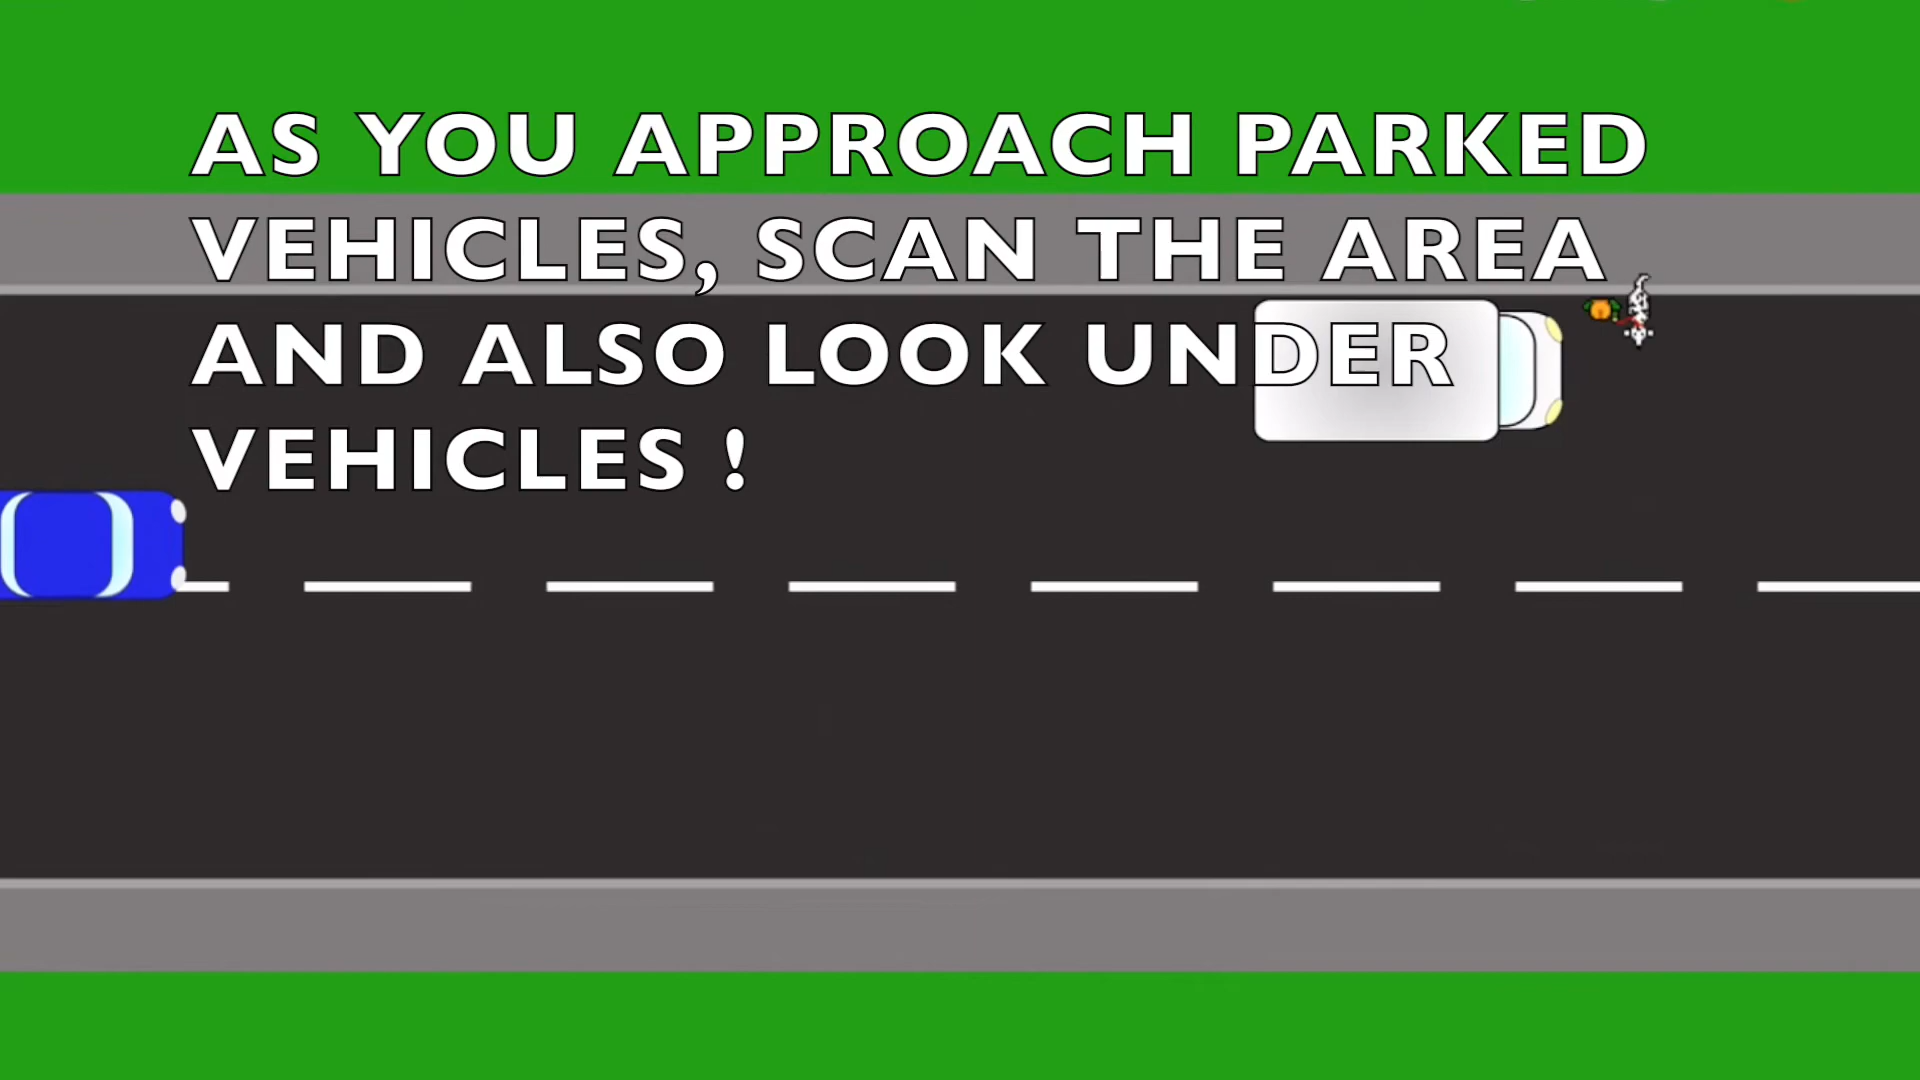 AS YOU APPROACH PARKED
VEHICLES, SCAN THE AREA
AND ALSO LOOK UNDER
VEHICLES !